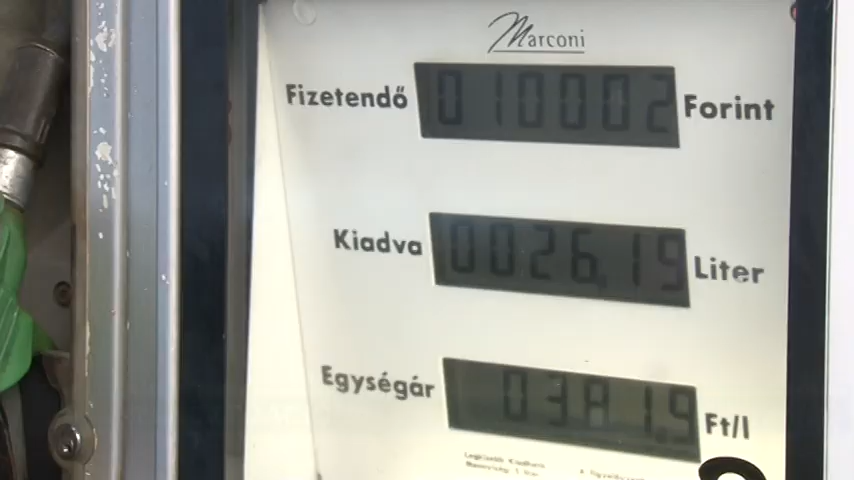 Marconi
Fizetendő 010002 Forint
Kiadva 0026,19 Liter
Egységár 0381,9 Ft/l